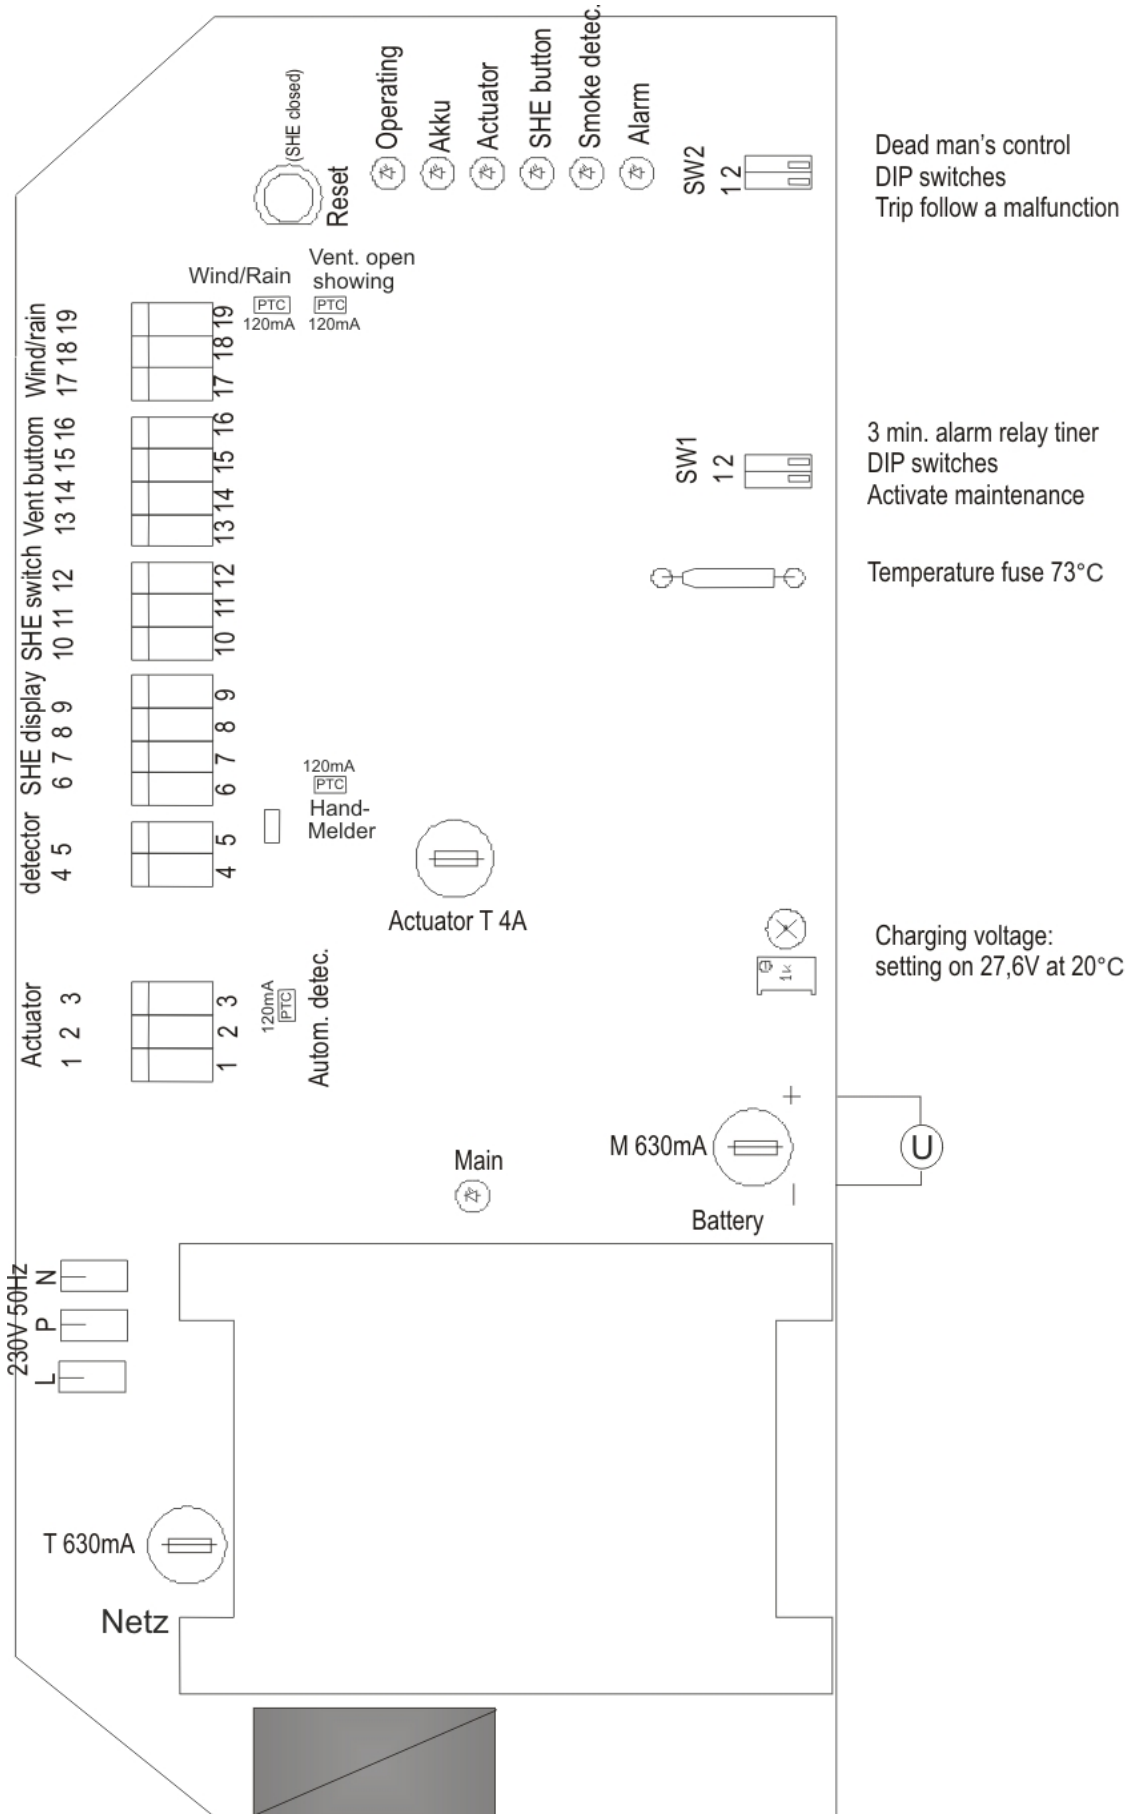 (SHE closed)
Reset
Operating
Akku
Actuator
SHE button
Smoke detec.
Alarm
SW2
1 2
Dead man's control
DIP switches
Trip follow a malfunction
Wind/Rain
PTC
120mA
Vent. open
showing
PTC
120mA
Wind/rain
17 18 19
17
18
19
Vent buttom
13 14 15 16
13
14
15
16
SW1
1 2
3 min. alarm relay tiner
DIP switches
Activate maintenance
SHE switch
10 11 12
10
11
12
Temperature fuse 73°C
SHE display
6 7 8 9
6
7
8
9
120mA
PTC
Hand-
Melder
detector
4 5
4
5
Actuator T 4A
Charging voltage:
setting on 27,6V at 20°C
1k
Actuator
1 2 3
1
2
3
120mA
PTC
Autom. detec.
+
M 630mA
U
–
Battery
Main
230V 50Hz
N
P
L
T 630mA
Netz